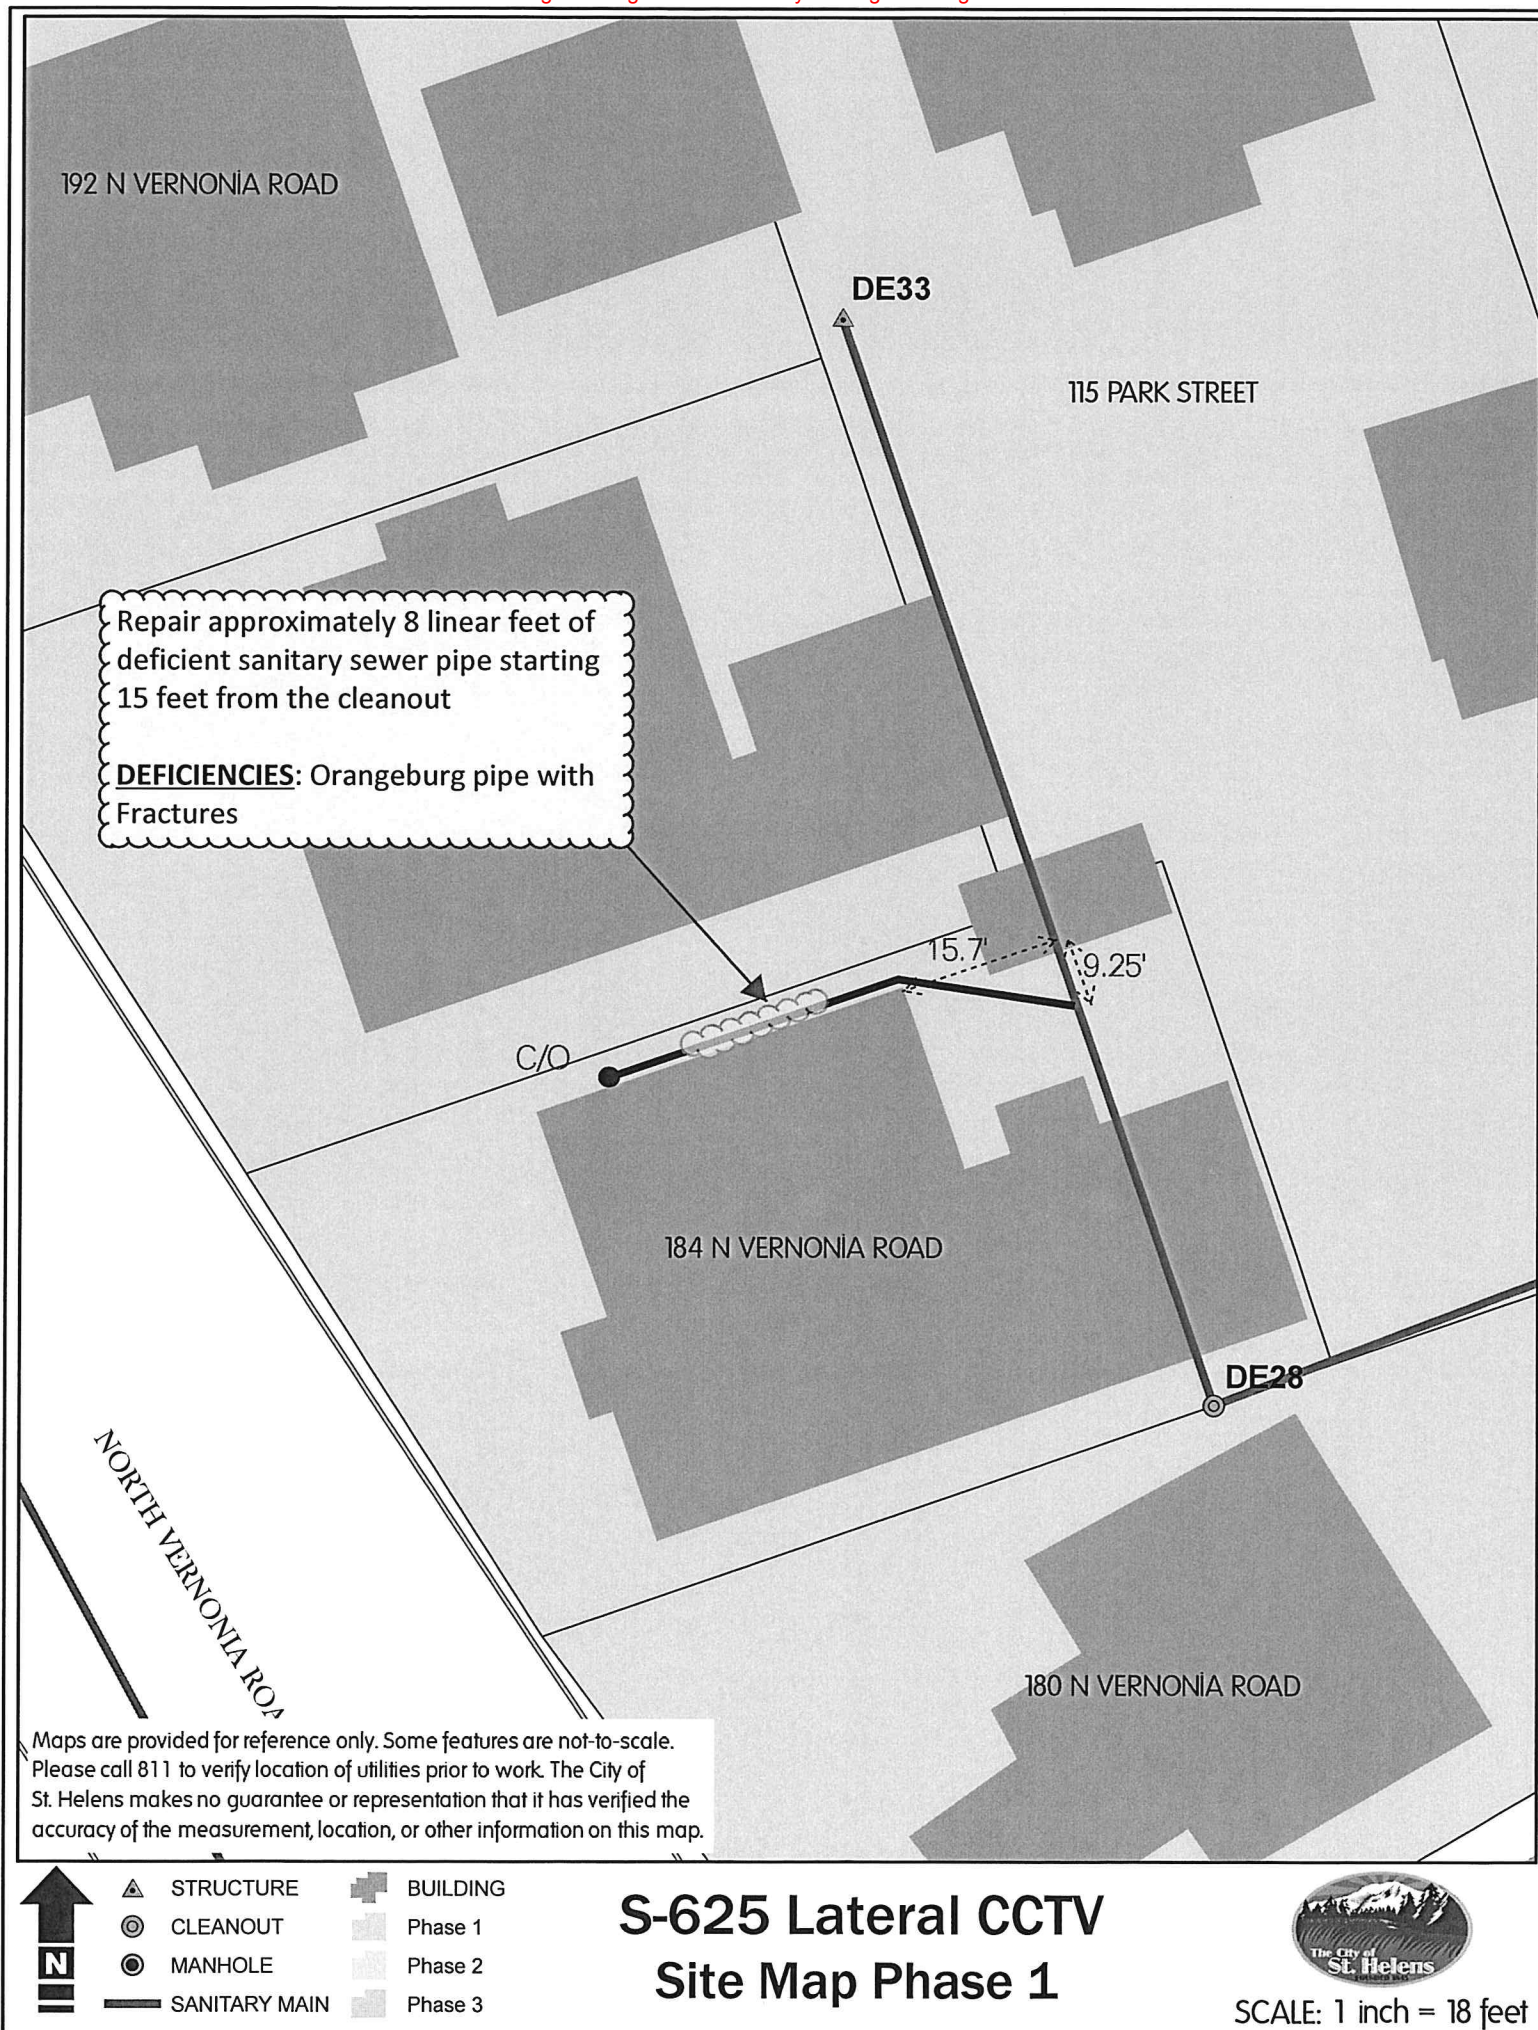 192 N VERNONIA ROAD
DE33
115 PARK STREET
Repair approximately 8 linear feet of
deficient sanitary sewer pipe starting
15 feet from the cleanout
DEFICIENCIES: Orangeburg pipe with
Fractures
15.7'
9.25'
C/O
184 N VERNONIA ROAD
DE28
NORTH VERNONIA ROA
180 N VERNONIA ROAD
Maps are provided for reference only. Some features are not-to-scale.
Please call 811 to verify location of utilities prior to work. The City of
St. Helens makes no guarantee or representation that it has verified the
accuracy of the measurement, location, or other information on this map.
N
STRUCTURE
CLEANOUT
MANHOLE
SANITARY MAIN
BUILDING
Phase 1
Phase 2
Phase 3
S-625 Lateral CCTV
Site Map Phase 1
The City of
St. Helens
SCALE: 1 inch = 18 feet